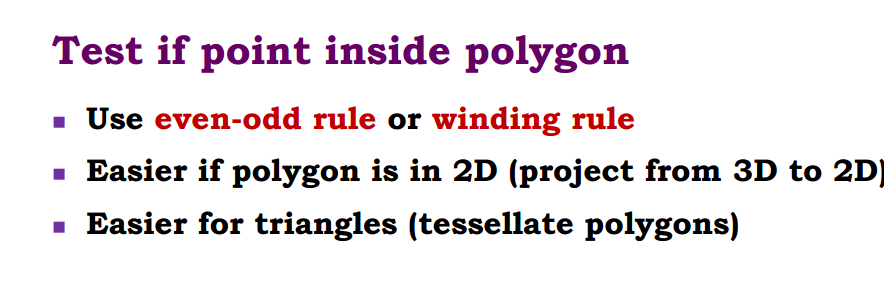 Test if point inside polygon
Use even-odd rule or winding rule
Easier if polygon is in 2D (project from 3D to 2D)
Easier for triangles (tessellate polygons)